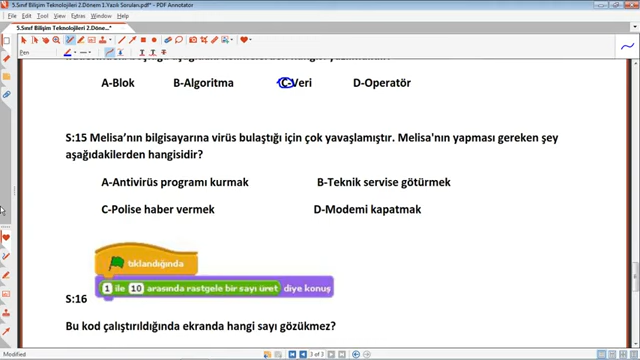 5.Sınıf Bilişim Teknolojileri 2.Dönem 1.Yazılı Soruları.pdf* - PDF Annotator
File Edit Tool View Insert Document Extras Window Help
5.Sınıf Bilişim Teknolojileri 2.Döne...*
Pen
A-Blok B-Algoritma C-Veri D-Operatör
S:15 Melisa’nın bilgisayarına virüs bulaştığı için çok yavaşlamıştır. Melisa'nın yapması gereken şey
aşağıdakilerden hangisidir?
A-Antivirüs programı kurmak B-Teknik servise götürmek
C-Polise haber vermek D-Modemi kapatmak
tıklandığında
1 ile 10 arasında rastgele bir sayı üret diye konuş
S:16
Bu kod çalıştırıldığında ekranda hangi sayı gözükmez?
Modified 3 of 3